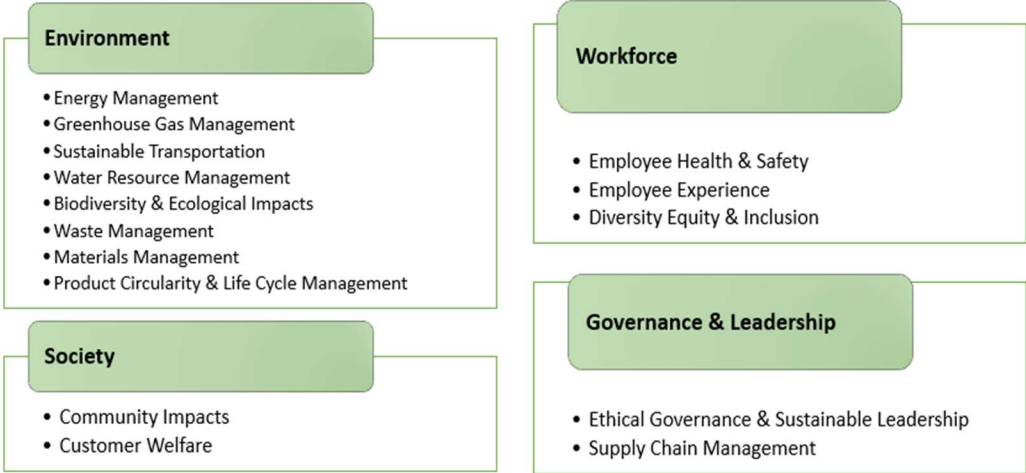 Environment
• Energy Management
• Greenhouse Gas Management
• Sustainable Transportation
• Water Resource Management
• Biodiversity & Ecological Impacts
• Waste Management
• Materials Management
• Product Circularity & Life Cycle Management
Society
• Community Impacts
• Customer Welfare
Workforce
• Employee Health & Safety
• Employee Experience
• Diversity Equity & Inclusion
Governance & Leadership
• Ethical Governance & Sustainable Leadership
• Supply Chain Management